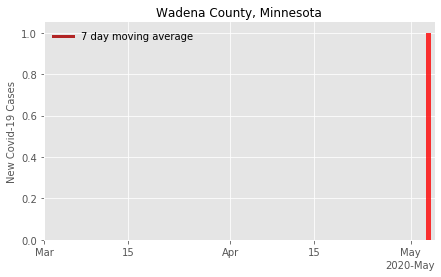 Wadena County, Minnesota
7 day moving average
New Covid-19 Cases
1.0
0.8
0.6
0.4
0.2
0.0
Mar 15 Apr 15 May
2020-May